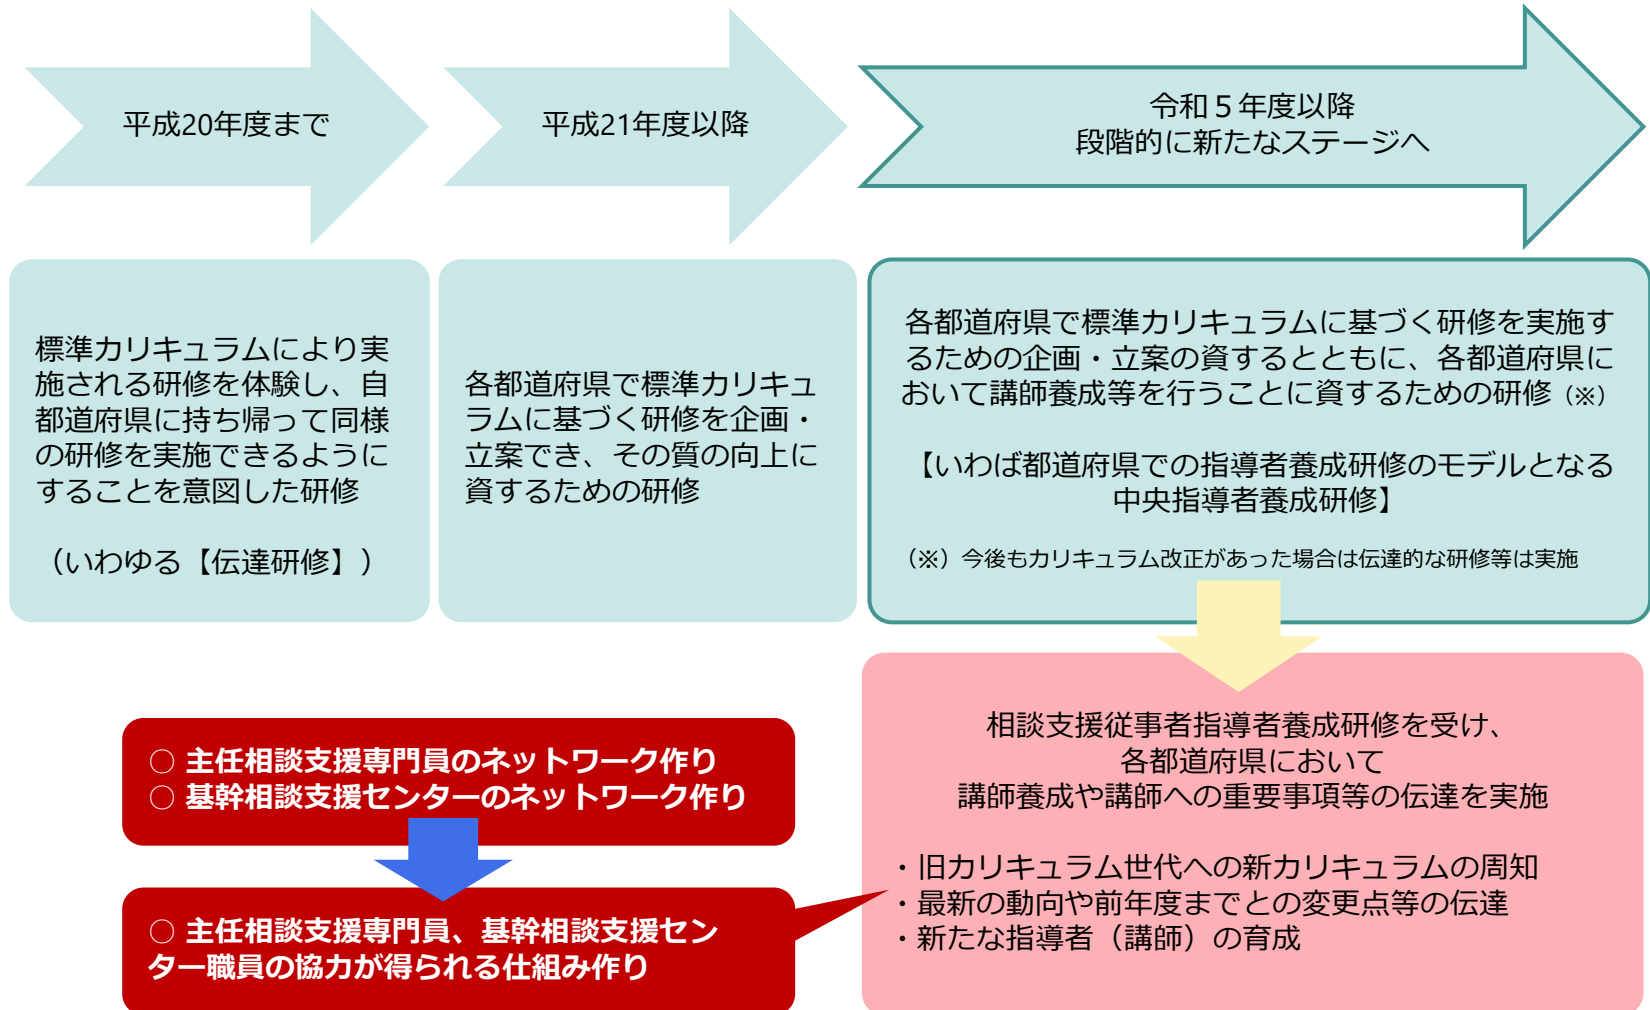 平成20年度まで
平成21年度以降
令和５年度以降
段階的に新たなステージへ
標準カリキュラムにより実
施される研修を体験し、自
都道府県に持ち帰って同様
の研修を実施できるように
することを意図した研修
（いわゆる【伝達研修】）
各都道府県で標準カリキュ
ラムに基づく研修を企画・
立案でき、その質の向上に
資するための研修
各都道府県で標準カリキュラムに基づく研修を実施す
るための企画・立案の資するとともに、各都道府県に
おいて講師養成等を行うことに資するための研修（※）
【いわば都道府県での指導者養成研修のモデルとなる
中央指導者養成研修】
（※）今後もカリキュラム改正があった場合は伝達的な研修等は実施
○ 主任相談支援専門員のネットワーク作り
○ 基幹相談支援センターのネットワーク作り
○ 主任相談支援専門員、基幹相談支援セン
ター職員の協力が得られる仕組み作り
相談支援従事者指導者養成研修を受け、
各都道府県において
講師養成や講師への重要事項等の伝達を実施
・旧カリキュラム世代への新カリキュラムの周知
・最新の動向や前年度までとの変更点等の伝達
・新たな指導者（講師）の育成